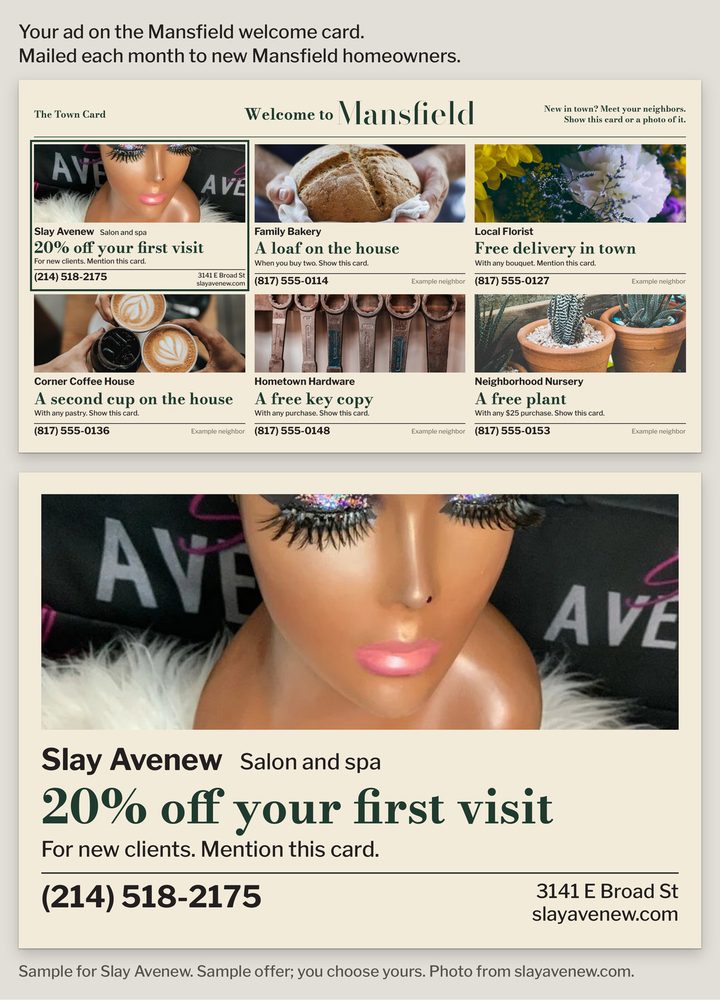 Your ad on the Mansfield welcome card.
Mailed each month to new Mansfield homeowners.
The Town Card
Welcome to Mansfield
New in town? Meet your neighbors.
Show this card or a photo of it.
AVE
AVE
Slay Avenew Salon and spa
20% off your first visit
For new clients. Mention this card.
(214) 518-2175
3141 E Broad St
slayavenew.com
Family Bakery
A loaf on the house
When you buy two. Show this card.
(817) 555-0114 Example neighbor
Local Florist
Free delivery in town
With any bouquet. Mention this card.
(817) 555-0127 Example neighbor
Corner Coffee House
A second cup on the house
With any pastry. Show this card.
(817) 555-0136 Example neighbor
Hometown Hardware
A free key copy
With any purchase. Show this card.
(817) 555-0148 Example neighbor
Neighborhood Nursery
A free plant
With any $25 purchase. Show this card.
(817) 555-0153 Example neighbor
AVE
AVE
Slay Avenew Salon and spa
20% off your first visit
For new clients. Mention this card.
(214) 518-2175
3141 E Broad St
slayavenew.com
Sample for Slay Avenew. Sample offer; you choose yours. Photo from slayavenew.com.